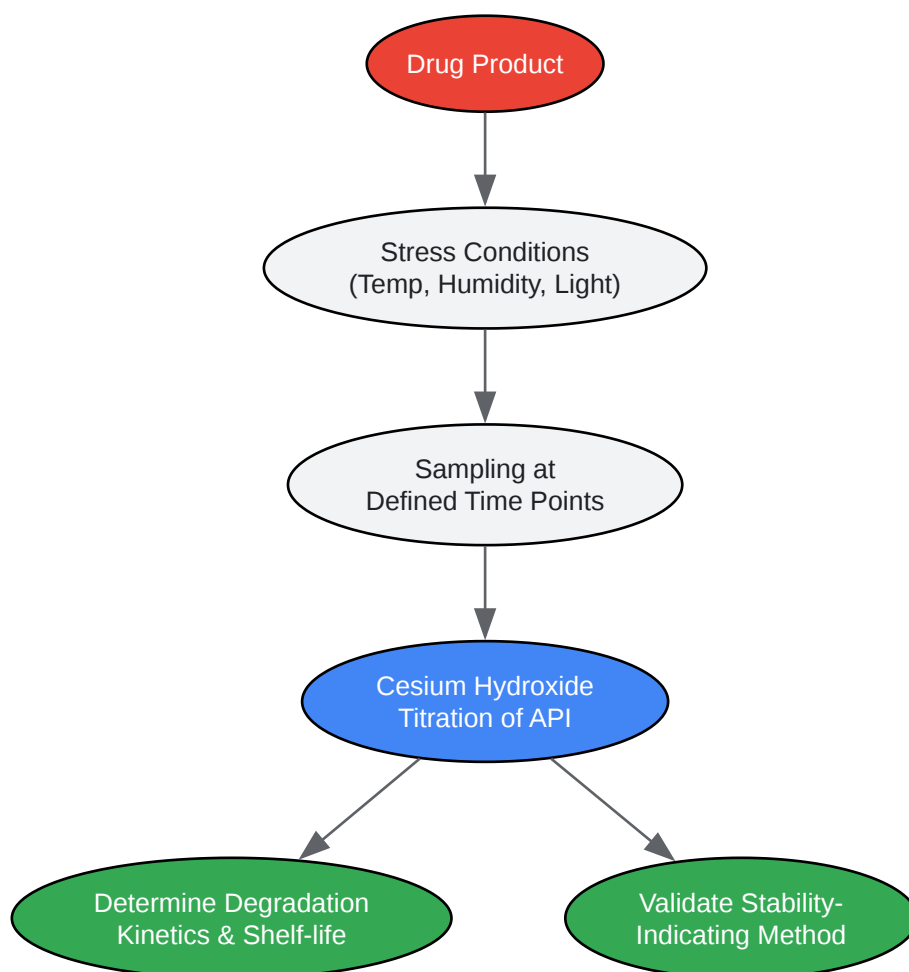 Drug Product
Stress Conditions
(Temp, Humidity, Light)
Sampling at
Defined Time Points
Cesium Hydroxide
Titration of API
Determine Degradation
Kinetics & Shelf-life
Validate Stability-
Indicating Method